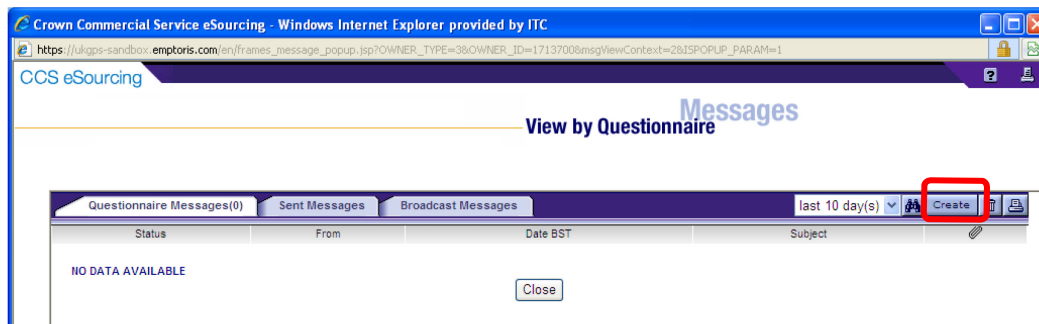 Crown Commercial Service eSourcing - Windows Internet Explorer provided by ITC
https://ukgps-sandbox.emptoris.com/en/frames_message_popup.jsp?OWNER_TYPE=3&OWNER_ID=1713700&msgViewContext=2&ISPOPUP_PARAM=1
CCS eSourcing
Messages
View by Questionnaire
Questionnaire Messages(0) Sent Messages Broadcast Messages last 10 day(s) Create
Status From Date BST Subject
NO DATA AVAILABLE
Close